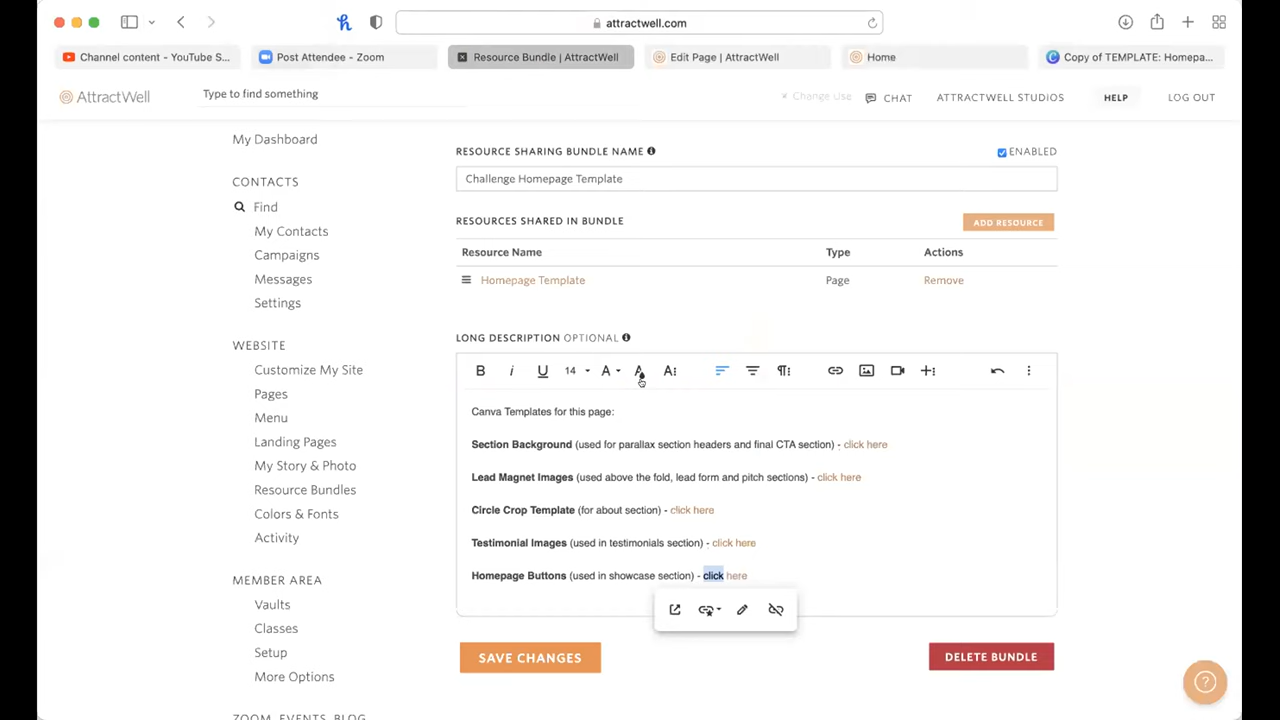 attractwell.com
Channel content - YouTube S...
Post Attendee - Zoom
Resource Bundle | AttractWell
Edit Page | AttractWell
Home
Copy of TEMPLATE: Homepa...
AttractWell
Type to find something
Change Use
CHAT
ATTRACTWELL STUDIOS
HELP
LOG OUT
My Dashboard
CONTACTS
Find
My Contacts
Campaigns
Messages
Settings
WEBSITE
Customize My Site
Pages
Menu
Landing Pages
My Story & Photo
Resource Bundles
Colors & Fonts
Activity
MEMBER AREA
Vaults
Classes
Setup
More Options
ZOOM, EVENTS, BLOG
RESOURCE SHARING BUNDLE NAME
ENABLED
Challenge Homepage Template
RESOURCES SHARED IN BUNDLE
ADD RESOURCE
Resource Name Type Actions
Homepage Template Page Remove
LONG DESCRIPTION OPTIONAL
B i U 14 A A A
Canva Templates for this page:
Section Background (used for parallax section headers and final CTA section) - click here
Lead Magnet Images (used above the fold, lead form and pitch sections) - click here
Circle Crop Template (for about section) - click here
Testimonial Images (used in testimonials section) - click here
Homepage Buttons (used in showcase section) - click here
SAVE CHANGES
DELETE BUNDLE
?